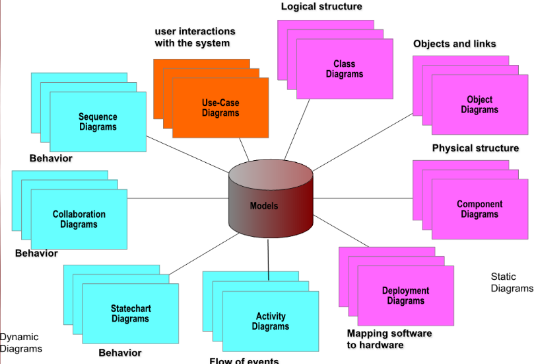 Logical structure
user interactions
with the system
Class
Diagrams
Objects and links
Use-Case
Diagrams
Object
Diagrams
Sequence
Diagrams
Behavior
Physical structure
Models
Component
Diagrams
Collaboration
Diagrams
Behavior
Static
Diagrams
Statechart
Diagrams
Activity
Diagrams
Deployment
Diagrams
Dynamic
Diagrams
Behavior
Mapping software
to hardware
Flow of events